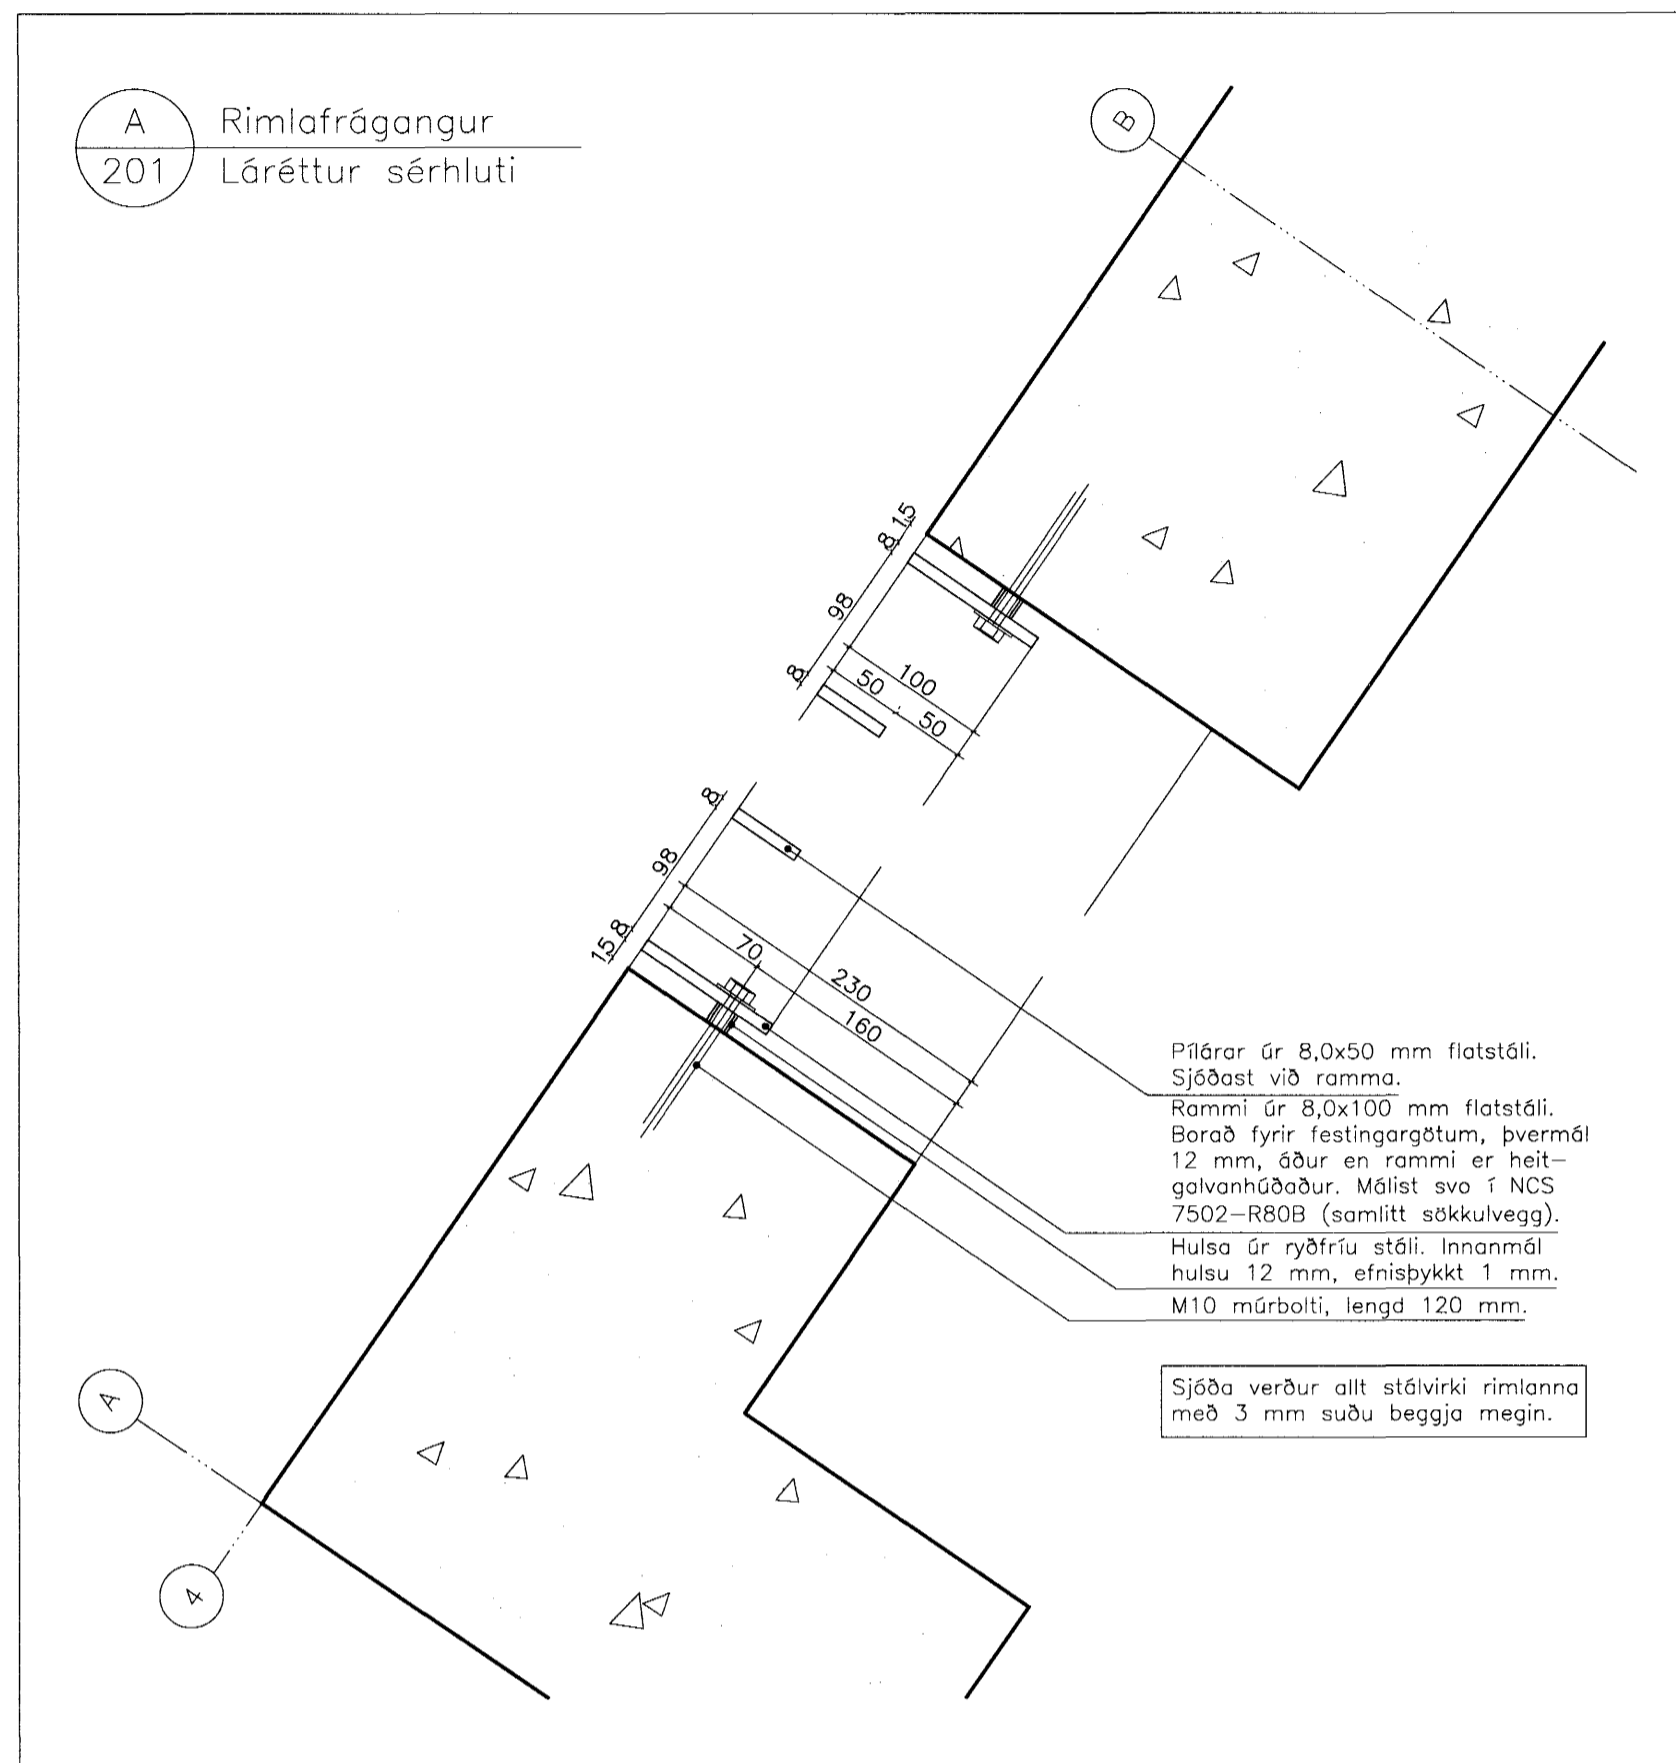 A
201
Rimlafrágangur
Láréttur sérhluti
B
15
8
98
8
100
50
50
8
98
8
15
70
230
160
Pílárar úr 8,0x50 mm flatstáli.
Sjóðast við ramma.
Rammi úr 8,0x100 mm flatstáli.
Borað fyrir festingargötum, þvermál
12 mm, áður en rammi er heit–
galvanhúðaður. Málist svo í NCS
7502–R80B (samlitt sökkulvegg).
Hulsa úr ryðfríu stáli. Innanmál
hulsu 12 mm, efnisþykkt 1 mm.
M10 múrbolti, lengd 120 mm.
Sjóða verður allt stálvirki rimlanna
með 3 mm suðu beggja megin.
A
4